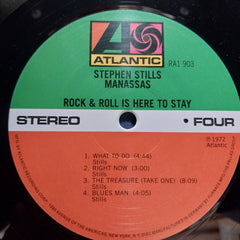 ATLANTIC
RA1 903
STEPHEN STILLS
MANASSAS
ROCK & ROLL IS HERE TO STAY
STEREO
• FOUR
℗ 1972
Atlantic
1. WHAT TO DO (4:44)
Stills
2. RIGHT NOW (3:00)
Stills
3. THE TREASURE (TAKE ONE) (8:09)
Stills
4. BLUES MAN (4:05)
Stills